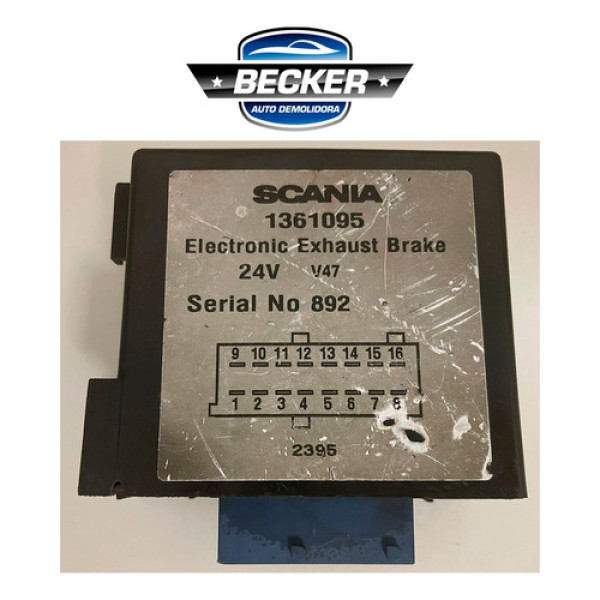 BECKER
AUTO DEMOLIDORA
SCANIA
1361095
Electronic Exhaust Brake
24V V47
Serial No 892
9 10 11 12 13 14 15 16
1 2 3 4 5 6 7 8
2395